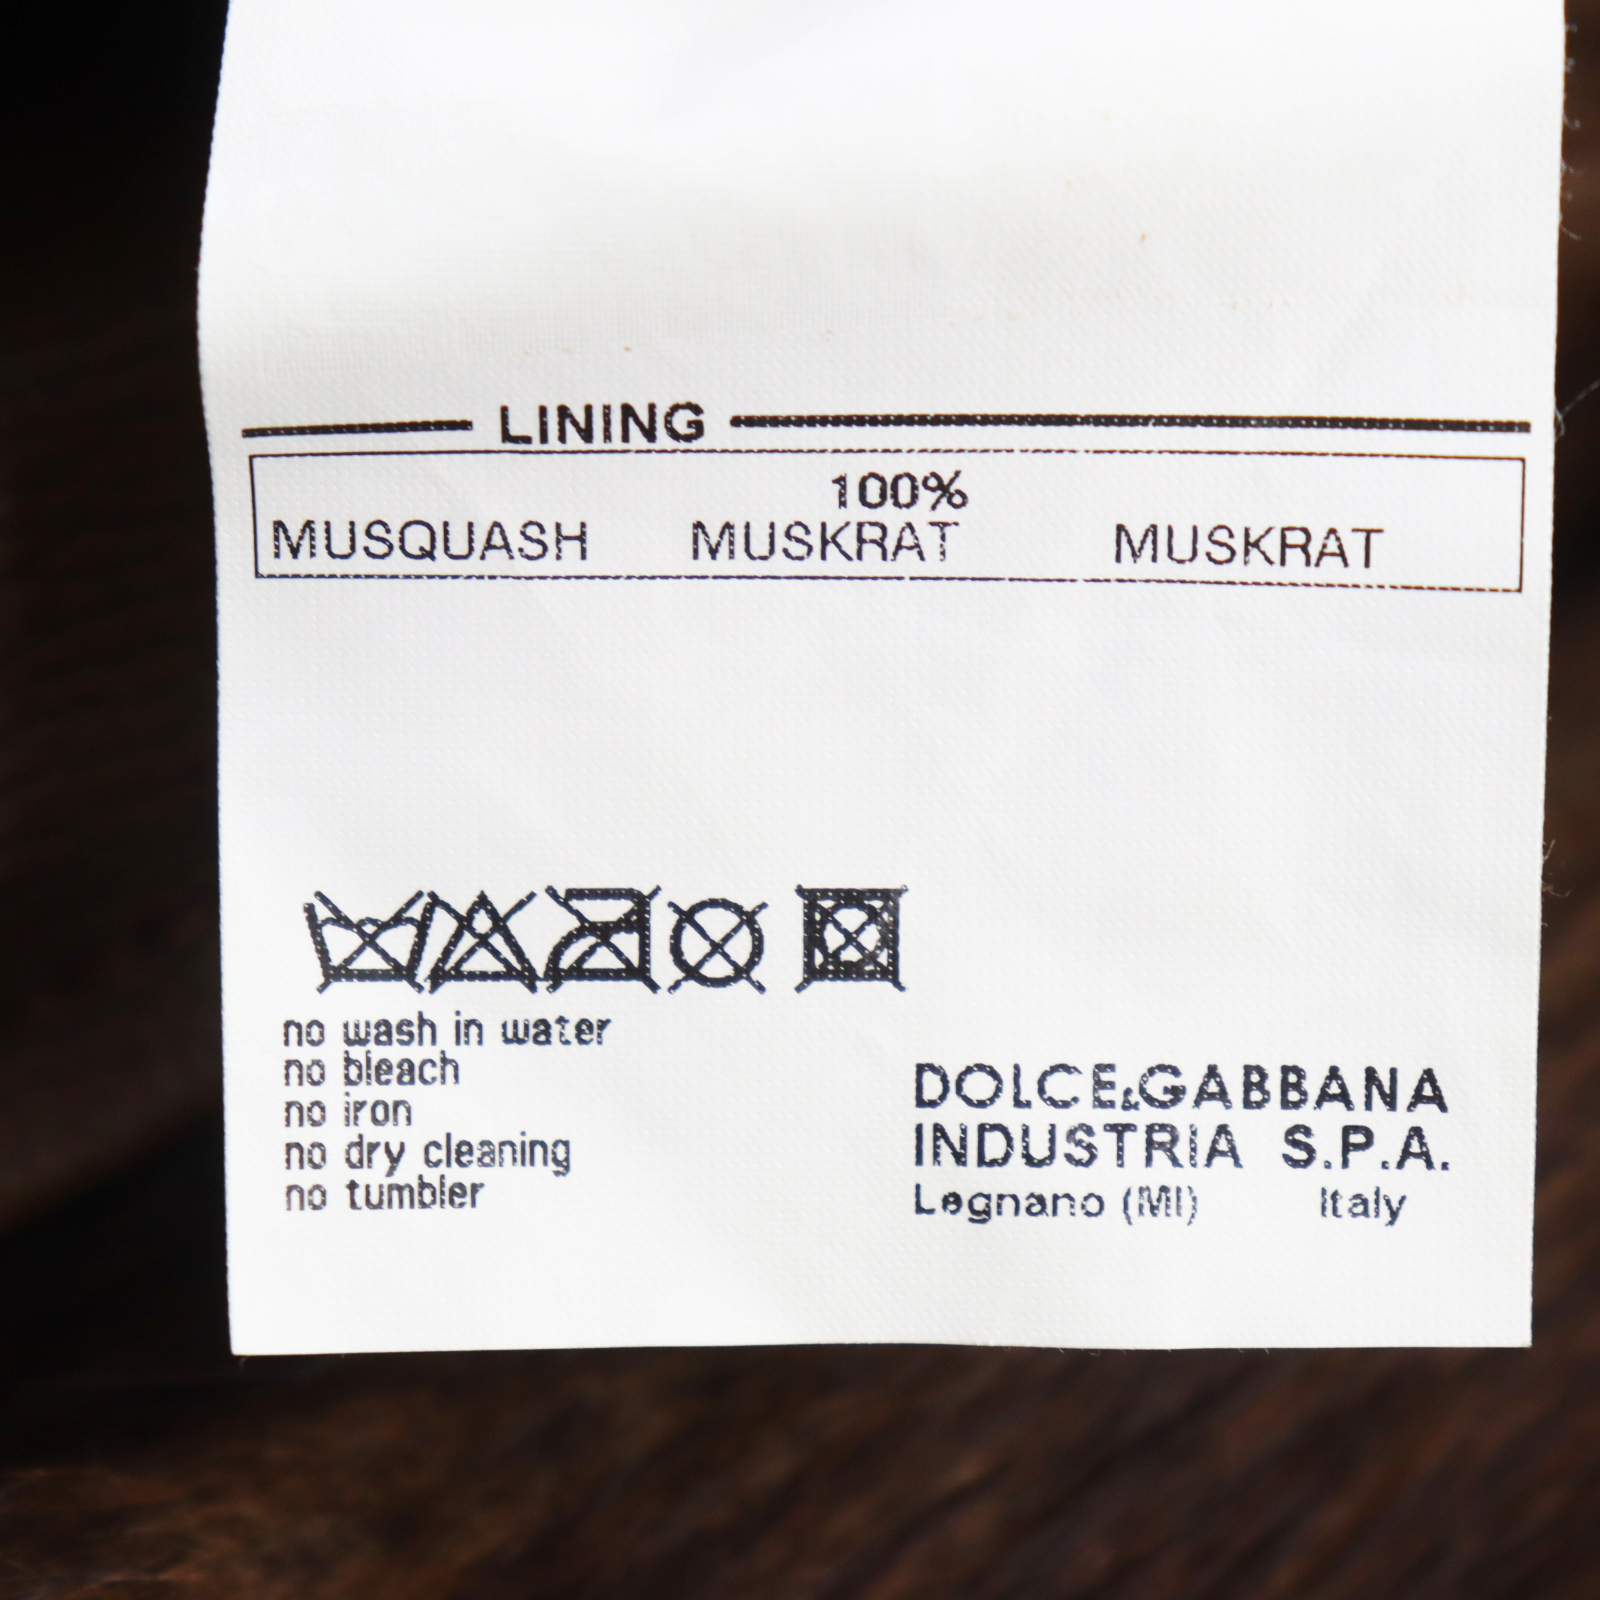 LINING
100%
MUSQUASH MUSKRAT MUSKRAT
no wash in water
no bleach
no iron
no dry cleaning
no tumbler
DOLCE&GABBANA
INDUSTRIA S.P.A.
Legnano (MI) Italy